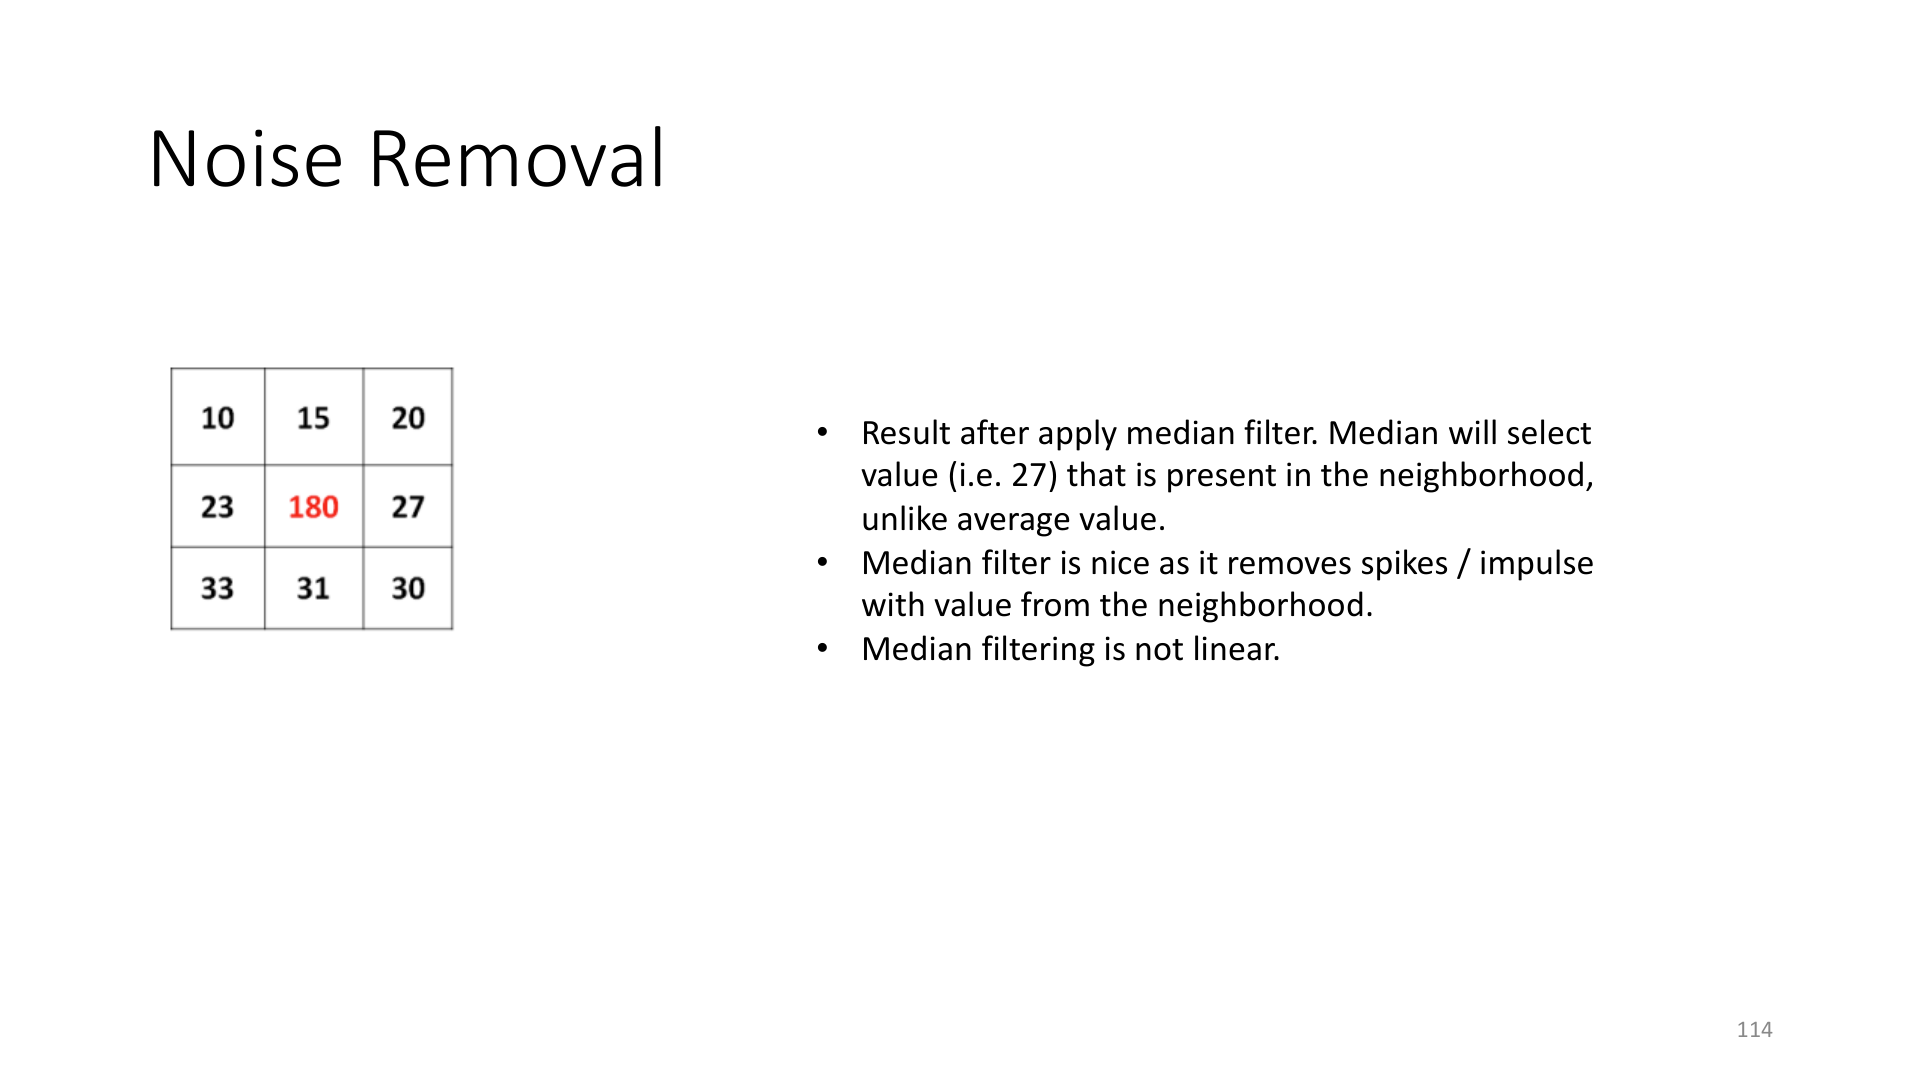 Noise Removal
10 15 20
23 180 27
33 31 30
• Result after apply median filter. Median will select
value (i.e. 27) that is present in the neighborhood,
unlike average value.
• Median filter is nice as it removes spikes / impulse
with value from the neighborhood.
• Median filtering is not linear.
114